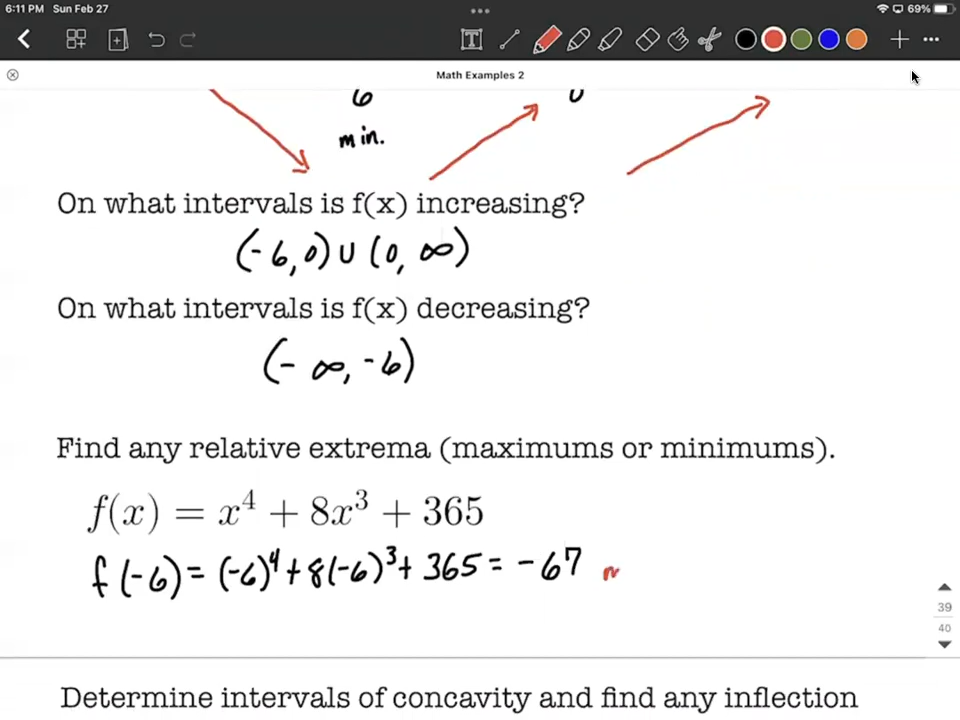 6:11 PM Sun Feb 27
69%
Math Examples 2
6
min.
On what intervals is f(x) increasing?
(-6,0) ∪ (0, ∞)
On what intervals is f(x) decreasing?
(- ∞, -6)
Find any relative extrema (maximums or minimums).
f(x) = x⁴ + 8x³ + 365
f(-6) = (-6)⁴ + 8(-6)³ + 365 = -67
39
40
Determine intervals of concavity and find any inflection